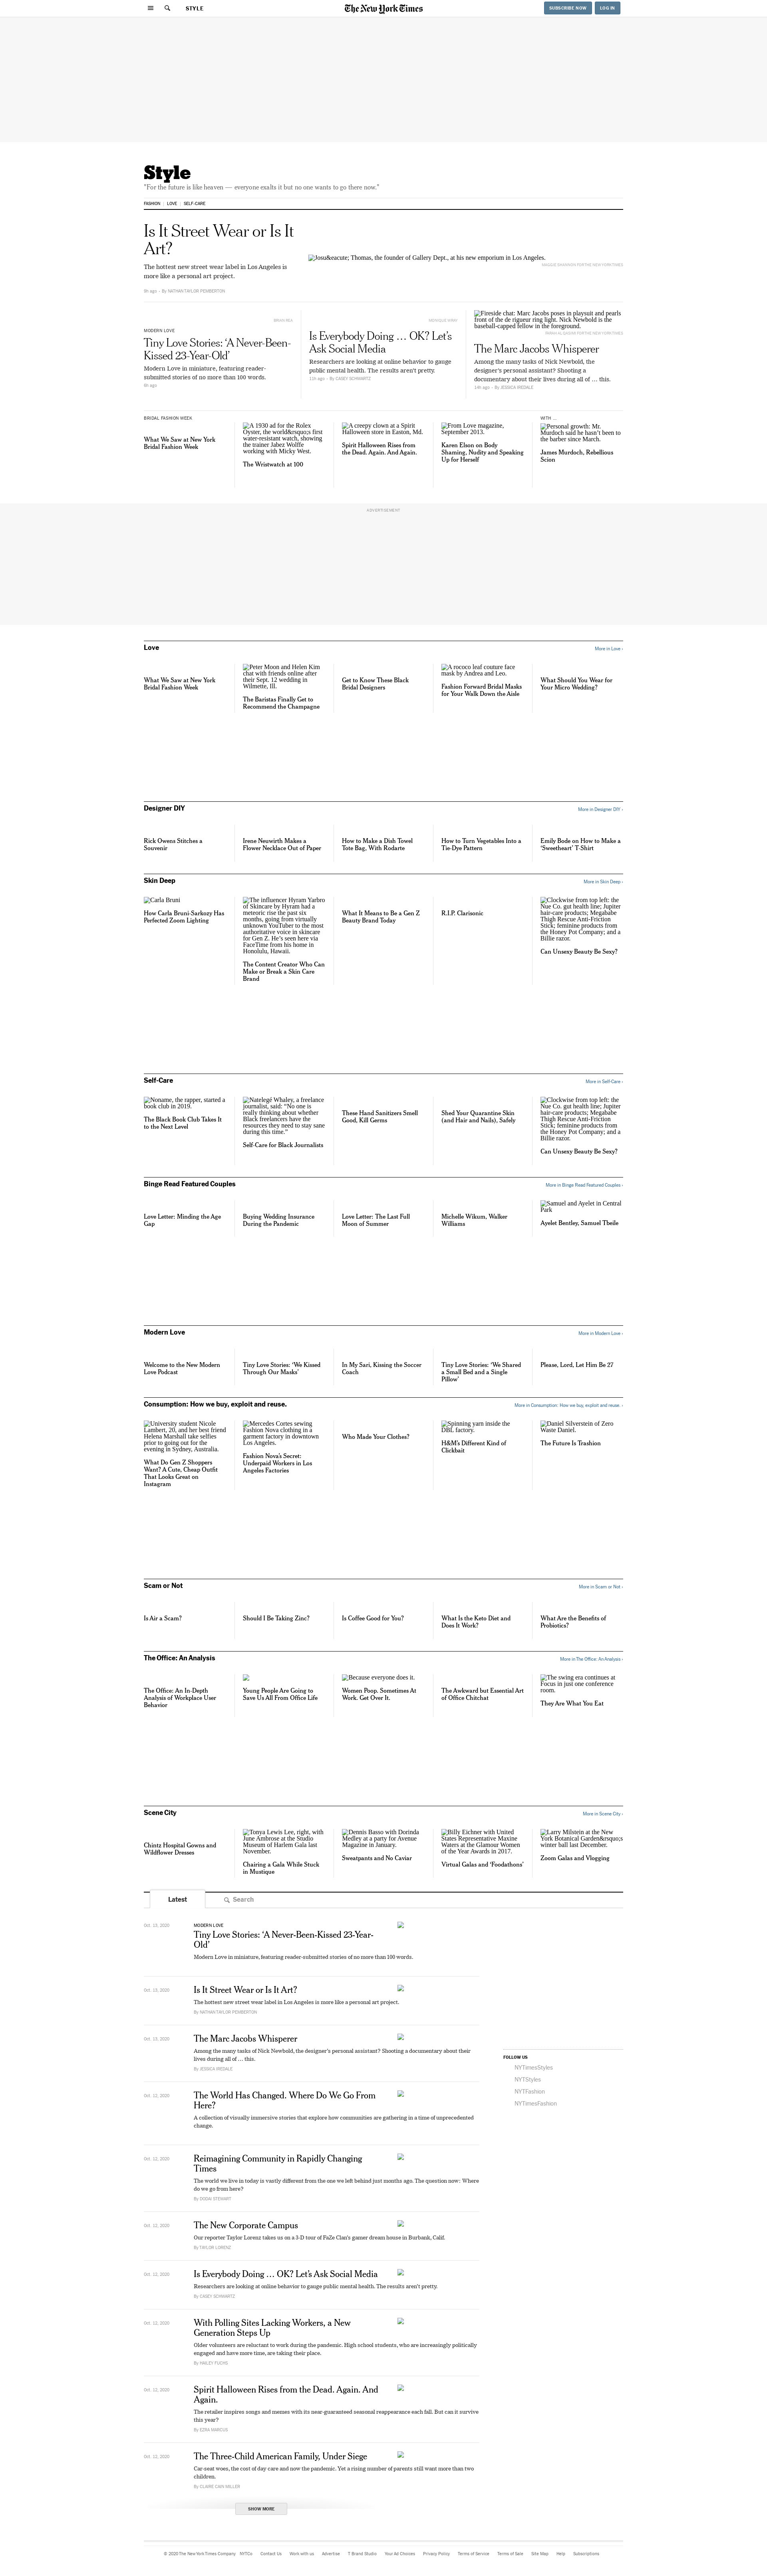 STYLE
The New York Times
SUBSCRIBE NOW
LOG IN
Style
"For the future is like heaven — everyone exalts it but no one wants to go there now."
FASHION
LOVE
SELF-CARE
Is It Street Wear or Is It
Art?
The hottest new street wear label in Los Angeles is
more like a personal art project.
By NATHAN TAYLOR PEMBERTON
Josu&eacute; Thomas, the founder of Gallery Dept., at his new emporium in Los Angeles.
MODERN LOVE
Tiny Love Stories: ‘A Never-Been-
Kissed 23-Year-Old’
Modern Love in miniature, featuring reader-
submitted stories of no more than 100 words.
Is Everybody Doing … OK? Let’s
Ask Social Media
Researchers are looking at online behavior to gauge
public mental health. The results aren’t pretty.
By CASEY SCHWARTZ
Fireside chat: Marc Jacobs poses in playsuit and pearls
front of the de rigueur ring light. Nick Newbold is the
baseball-capped fellow in the foreground.
The Marc Jacobs Whisperer
Among the many tasks of Nick Newbold, the
designer’s personal assistant? Shooting a
documentary about their lives during all of … this.
By JESSICA IREDALE
BRIDAL FASHION WEEK
What We Saw at New York
Bridal Fashion Week
A 1930 ad for the Rolex
Oyster, the world&rsquo;s first
water-resistant watch, showing
the trainer Jabez Wolffe
working with Micky West.
The Wristwatch at 100
A creepy clown at a Spirit
Halloween store in Easton, Md.
Spirit Halloween Rises from
the Dead. Again. And Again.
From Love magazine,
September 2013.
Karen Elson on Body
Shaming, Nudity and Speaking
Up for Herself
WITH ...
Personal growth: Mr.
Murdoch said he hasn’t been to
the barber since March.
James Murdoch, Rebellious
Scion
ADVERTISEMENT
Love
More in Love ›
What We Saw at New York
Bridal Fashion Week
Peter Moon and Helen Kim
chat with friends online after
their Sept. 12 wedding in
Wilmette, Ill.
The Baristas Finally Get to
Recommend the Champagne
Get to Know These Black
Bridal Designers
A rococo leaf couture face
mask by Andrea and Leo.
Fashion Forward Bridal Masks
for Your Walk Down the Aisle
What Should You Wear for
Your Micro Wedding?
Designer DIY
More in Designer DIY ›
Rick Owens Stitches a
Souvenir
Irene Neuwirth Makes a
Flower Necklace Out of Paper
How to Make a Dish Towel
Tote Bag, With Rodarte
How to Turn Vegetables Into a
Tie-Dye Pattern
Emily Bode on How to Make a
‘Sweetheart’ T-Shirt
Skin Deep
More in Skin Deep ›
Carla Bruni
How Carla Bruni-Sarkozy Has
Perfected Zoom Lighting
The influencer Hyram Yarbro
of Skincare by Hyram had a
meteroric rise the past six
months, going from virtually
unknown YouTuber to the most
authoritative voice in skincare
for Gen Z. He’s seen here via
FaceTime from his home in
Honolulu, Hawaii.
The Content Creator Who Can
Make or Break a Skin Care
Brand
What It Means to Be a Gen Z
Beauty Brand Today
R.I.P. Clarisonic
Clockwise from top left: the
Nue Co. gut health line; Jupiter
hair-care products; Megababe
Thigh Rescue Anti-Friction
Stick; feminine products from
the Honey Pot Company; and a
Billie razor.
Can Unsexy Beauty Be Sexy?
Self-Care
More in Self-Care ›
Noname, the rapper, started a
book club in 2019.
The Black Book Club Takes It
to the Next Level
Natelegé Whaley, a freelance
journalist, said: “No one is
really thinking about whether
Black freelancers have the
resources they need to stay sane
during this time.”
Self-Care for Black Journalists
These Hand Sanitizers Smell
Good, Kill Germs
Shed Your Quarantine Skin
(and Hair and Nails), Safely
Clockwise from top left: the
Nue Co. gut health line; Jupiter
hair-care products; Megababe
Thigh Rescue Anti-Friction
Stick; feminine products from
the Honey Pot Company; and a
Billie razor.
Can Unsexy Beauty Be Sexy?
Binge Read Featured Couples
More in Binge Read Featured Couples ›
Love Letter: Minding the Age
Gap
Buying Wedding Insurance
During the Pandemic
Love Letter: The Last Full
Moon of Summer
Michelle Wikum, Walker
Williams
Samuel and Ayelet in Central
Park
Ayelet Bentley, Samuel Tbeile
Modern Love
More in Modern Love ›
Welcome to the New Modern
Love Podcast
Tiny Love Stories: ‘We Kissed
Through Our Masks’
In My Sari, Kissing the Soccer
Coach
Tiny Love Stories: ‘We Shared
a Small Bed and a Single
Pillow’
Please, Lord, Let Him Be 27
Consumption: How we buy, exploit and reuse.
More in Consumption: How we buy, exploit and reuse. ›
University student Nicole
Lambert, 20, and her best friend
Helena Marshall take selfies
prior to going out for the
evening in Sydney, Australia.
What Do Gen Z Shoppers
Want? A Cute, Cheap Outfit
That Looks Great on
Instagram
Mercedes Cortes sewing
Fashion Nova clothing in a
garment factory in downtown
Los Angeles.
Fashion Nova’s Secret:
Underpaid Workers in Los
Angeles Factories
Who Made Your Clothes?
Spinning yarn inside the
DBL factory.
H&M’s Different Kind of
Clickbait
Daniel Silverstein of Zero
Waste Daniel.
The Future Is Trashion
Scam or Not
More in Scam or Not ›
Is Air a Scam?
Should I Be Taking Zinc?
Is Coffee Good for You?
What Is the Keto Diet and
Does It Work?
What Are the Benefits of
Probiotics?
The Office: An Analysis
More in The Office: An Analysis ›
The Office: An In-Depth
Analysis of Workplace User
Behavior
Young People Are Going to
Save Us All From Office Life
Because everyone does it.
Women Poop. Sometimes At
Work. Get Over It.
The Awkward but Essential Art
of Office Chitchat
The swing era continues at
Focus in just one conference
room.
They Are What You Eat
Scene City
More in Scene City ›
Chintz Hospital Gowns and
Wildflower Dresses
Tonya Lewis Lee, right, with
June Ambrose at the Studio
Museum of Harlem Gala last
November.
Chairing a Gala While Stuck
in Mustique
Dennis Basso with Dorinda
Medley at a party for Avenue
Magazine in January.
Sweatpants and No Caviar
Billy Eichner with United
States Representative Maxine
Waters at the Glamour Women
of the Year Awards in 2017.
Virtual Galas and ‘Foodathons’
Larry Milstein at the New
York Botanical Garden&rsquo;s
winter ball last December.
Zoom Galas and Vlogging
Latest
Search
Oct. 13, 2020
MODERN LOVE
Tiny Love Stories: ‘A Never-Been-Kissed 23-Year-
Old’
Modern Love in miniature, featuring reader-submitted stories of no more than 100 words.
Oct. 13, 2020
Is It Street Wear or Is It Art?
The hottest new street wear label in Los Angeles is more like a personal art project.
By NATHAN TAYLOR PEMBERTON
Oct. 13, 2020
The Marc Jacobs Whisperer
Among the many tasks of Nick Newbold, the designer’s personal assistant? Shooting a documentary about their
lives during all of … this.
By JESSICA IREDALE
Oct. 12, 2020
The World Has Changed. Where Do We Go From
Here?
A collection of visually immersive stories that explore how communities are gathering in a time of unprecedented
change.
Oct. 12, 2020
Reimagining Community in Rapidly Changing
Times
The world we live in today is vastly different from the one we left behind just months ago. The question now: Where
do we go from here?
By DODAI STEWART
Oct. 12, 2020
The New Corporate Campus
Our reporter Taylor Lorenz takes us on a 3-D tour of FaZe Clan’s gamer dream house in Burbank, Calif.
By TAYLOR LORENZ
Oct. 12, 2020
Is Everybody Doing … OK? Let’s Ask Social Media
Researchers are looking at online behavior to gauge public mental health. The results aren’t pretty.
By CASEY SCHWARTZ
Oct. 12, 2020
With Polling Sites Lacking Workers, a New
Generation Steps Up
Older volunteers are reluctant to work during the pandemic. High school students, who are increasingly politically
engaged and have more time, are taking their place.
By HAILEY FUCHS
Oct. 12, 2020
Spirit Halloween Rises from the Dead. Again. And
Again.
The retailer inspires songs and memes with its near-guaranteed seasonal reappearance each fall. But can it survive
this year?
By EZRA MARCUS
Oct. 12, 2020
The Three-Child American Family, Under Siege
Car-seat woes, the cost of day care and now the pandemic. Yet a rising number of parents still want more than two
children.
By CLAIRE CAIN MILLER
SHOW MORE
FOLLOW US
NYTimesStyles
NYTStyles
NYTFashion
NYTimesFashion
© 2020 The New York Times Company
NYTCo
Contact Us
Work with us
Advertise
T Brand Studio
Your Ad Choices
Privacy Policy
Terms of Service
Terms of Sale
Site Map
Help
Subscriptions